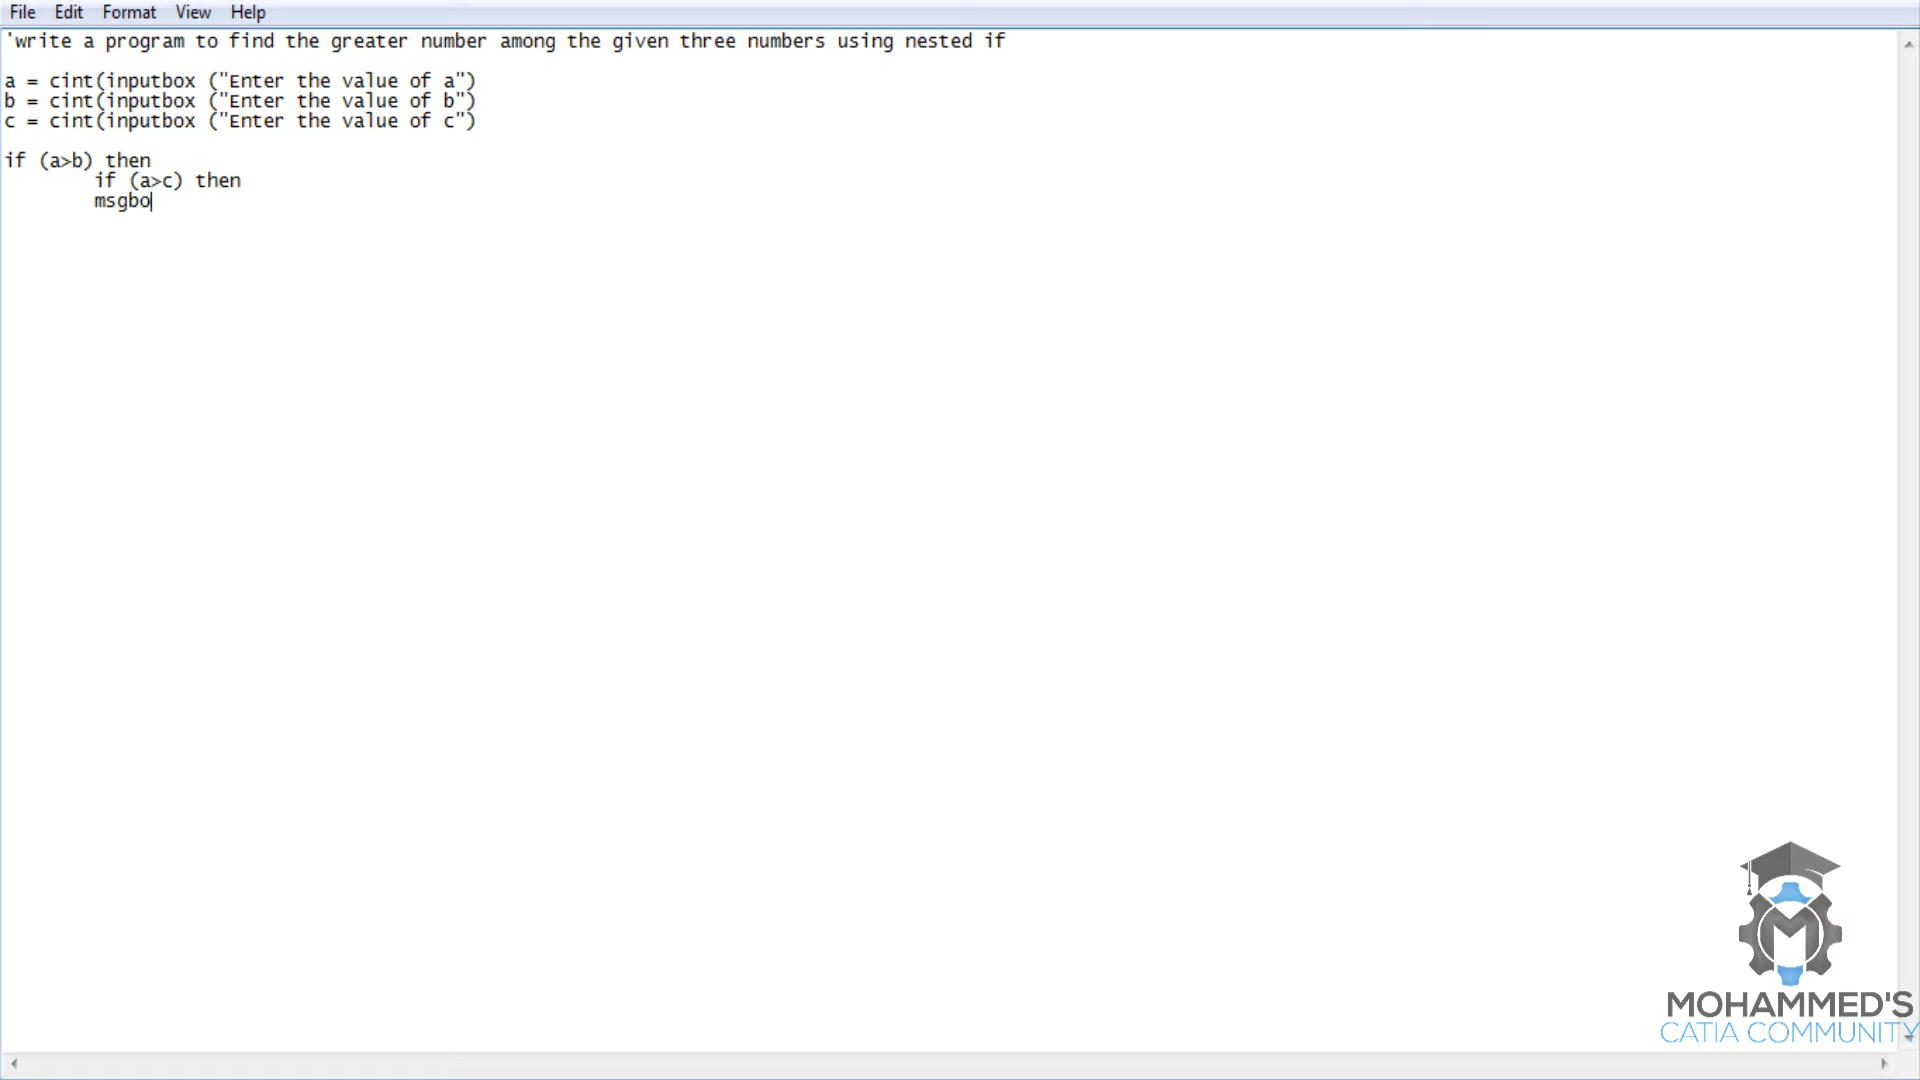 File Edit Format View Help
'write a program to find the greater number among the given three numbers using nested if
a = cint(inputbox ("Enter the value of a")
b = cint(inputbox ("Enter the value of b")
c = cint(inputbox ("Enter the value of c")
if (a>b) then
if (a>c) then
msgbo
MOHAMMED'S
CATIA COMMUNITY